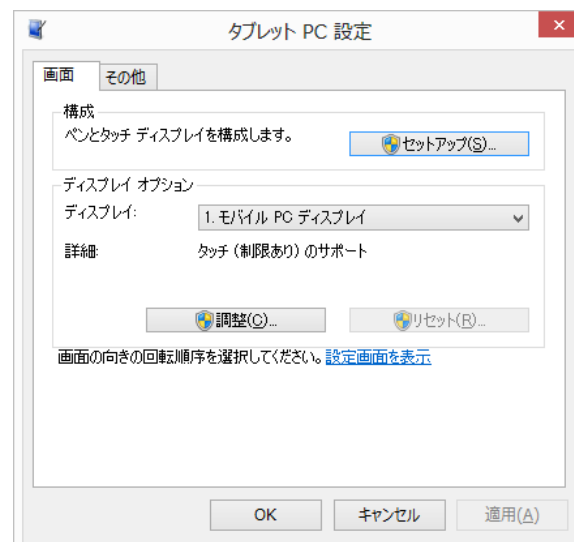 タブレット PC 設定
画面
その他
構成
ペンとタッチ ディスプレイを構成します。
セットアップ(S)...
ディスプレイ オプション
ディスプレイ:
1. モバイル PC ディスプレイ
詳細:
タッチ (制限あり) のサポート
調整(C)...
リセット(R)...
画面の向きの回転順序を選択してください。設定画面を表示
OK
キャンセル
適用(A)